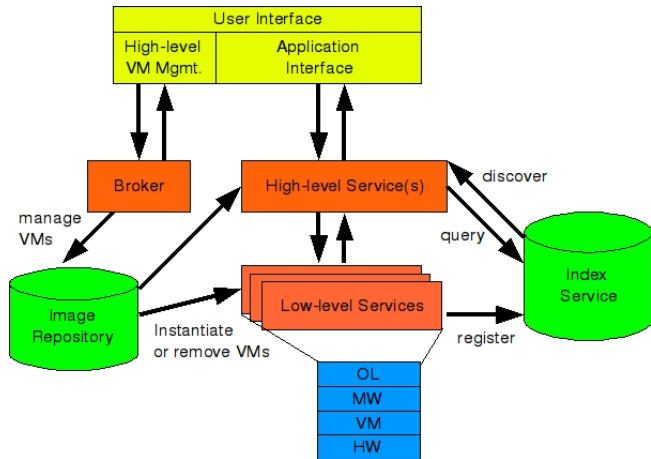 User Interface
High-level
VM Mgmt.
Application
Interface
Broker
High-level Service(s)
discover
manage
VMs
query
Index
Service
Image
Repository
Low-level Services
Instantiate
or remove VMs
register
OL
MW
VM
HW